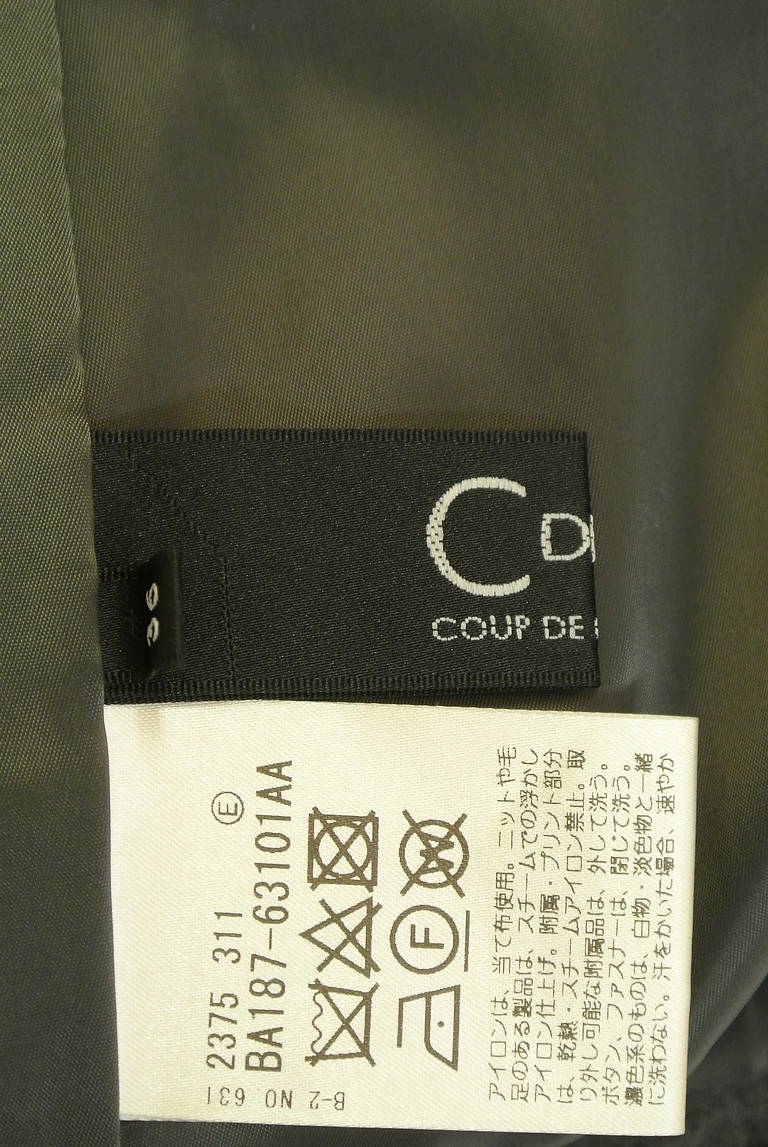 C DE
COUP DE
36
Ⓔ
2375 311
BA187-63101AA
F
W
アイロンは、当て布使用。ニットや毛
足のある製品は、スチームでの浮かし
アイロン仕上げ。附属・プリント部分
は、乾熱・スチームアイロン禁止。取
り外し可能な附属品は、外して洗う。
ボタン、ファスナーは、閉じて洗う。
濃色系のものは、白物・淡色物と一緒
に洗わない。汗をかいた場合、速やか
B-2 NO.631